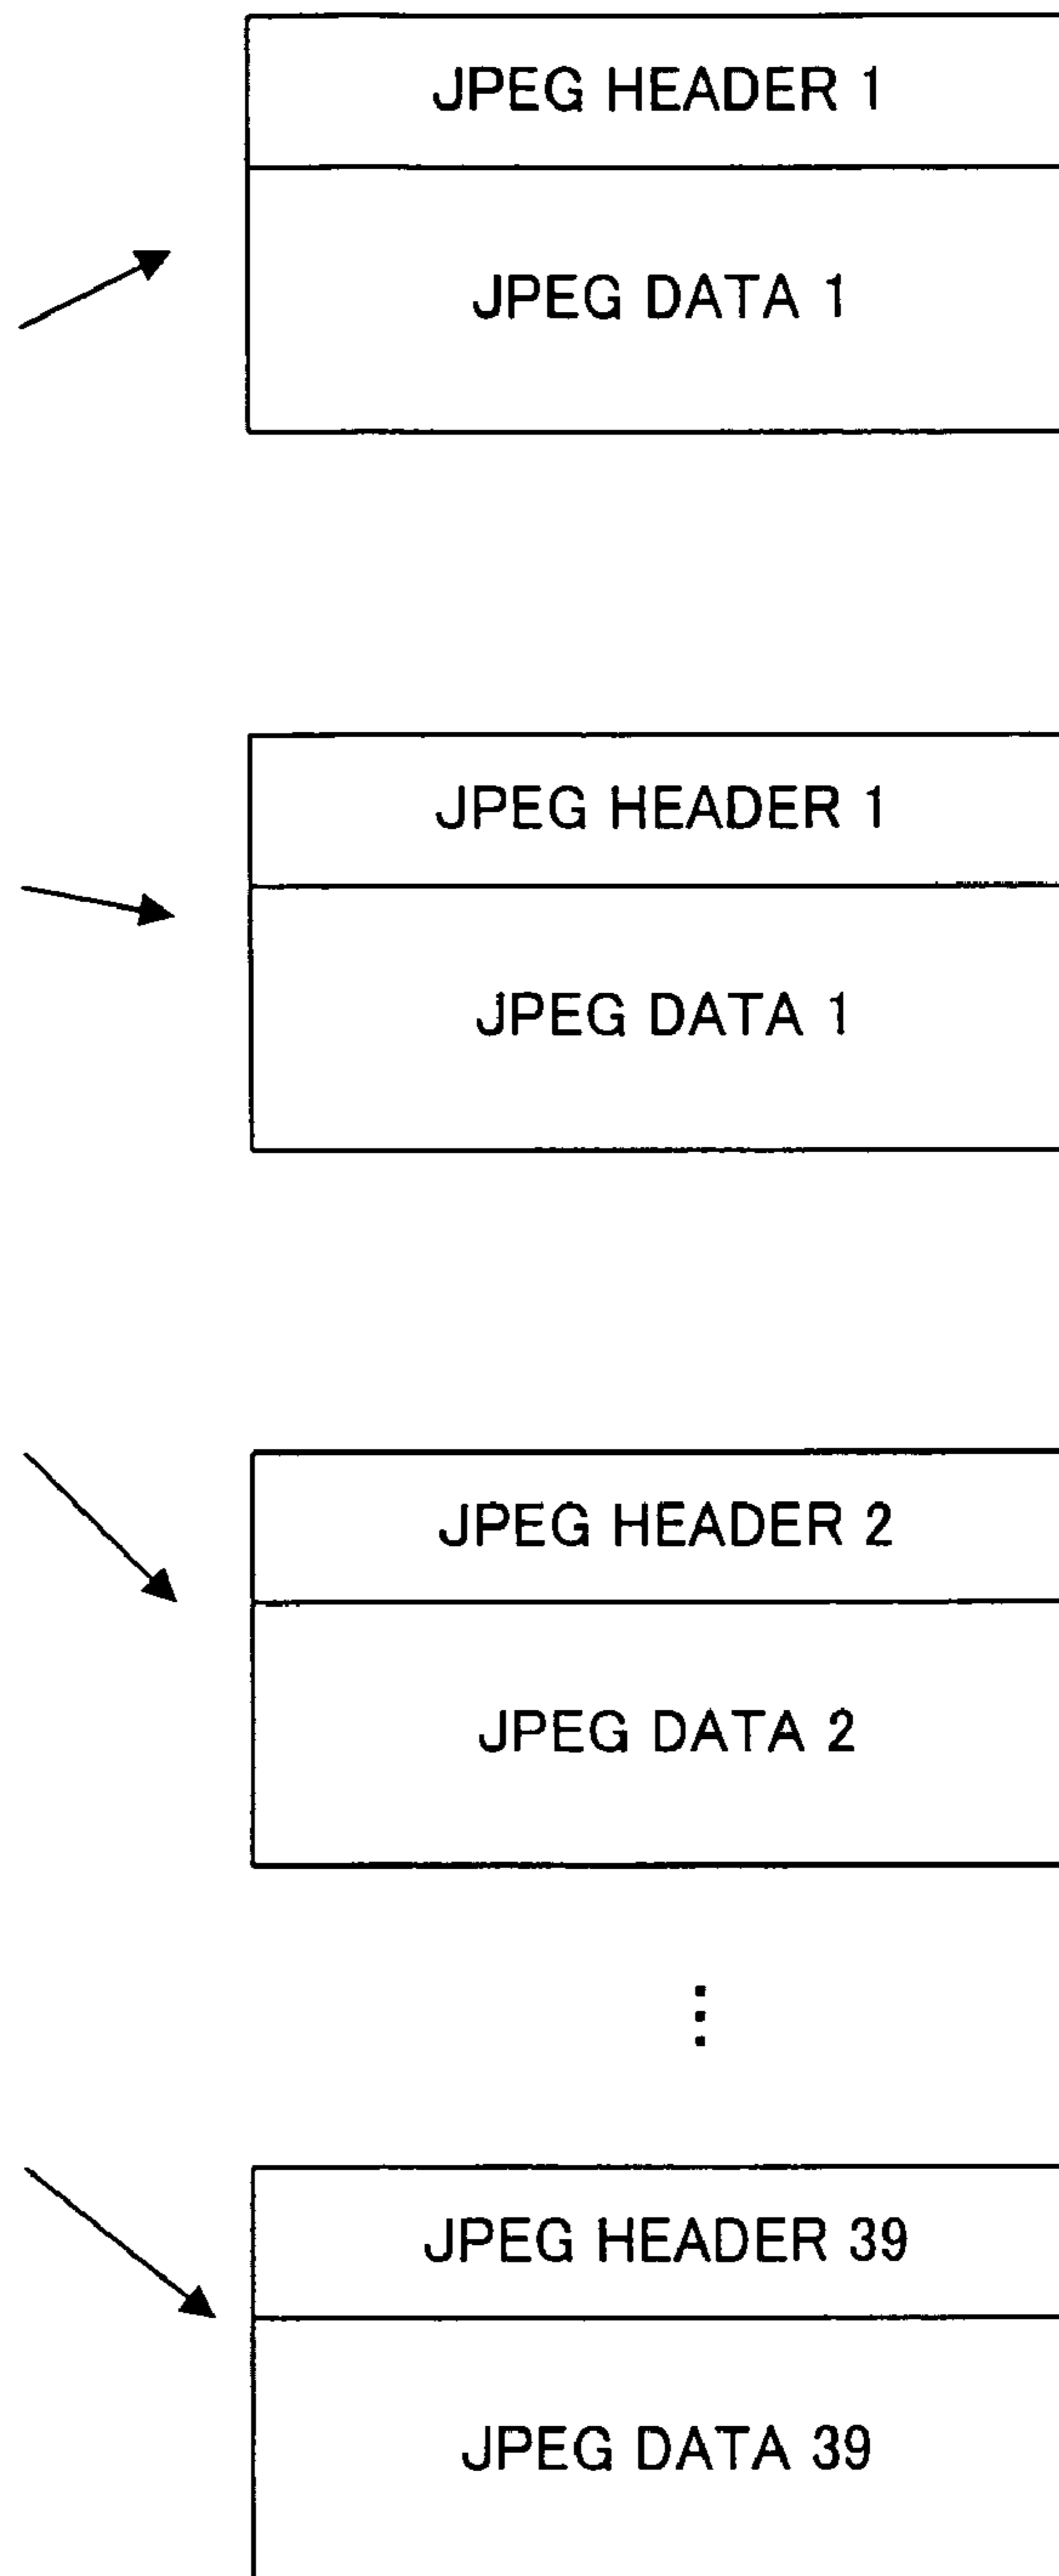 JPEG HEADER 1
JPEG DATA 1
JPEG HEADER 1
JPEG DATA 1
JPEG HEADER 2
JPEG DATA 2
⋮
JPEG HEADER 39
JPEG DATA 39